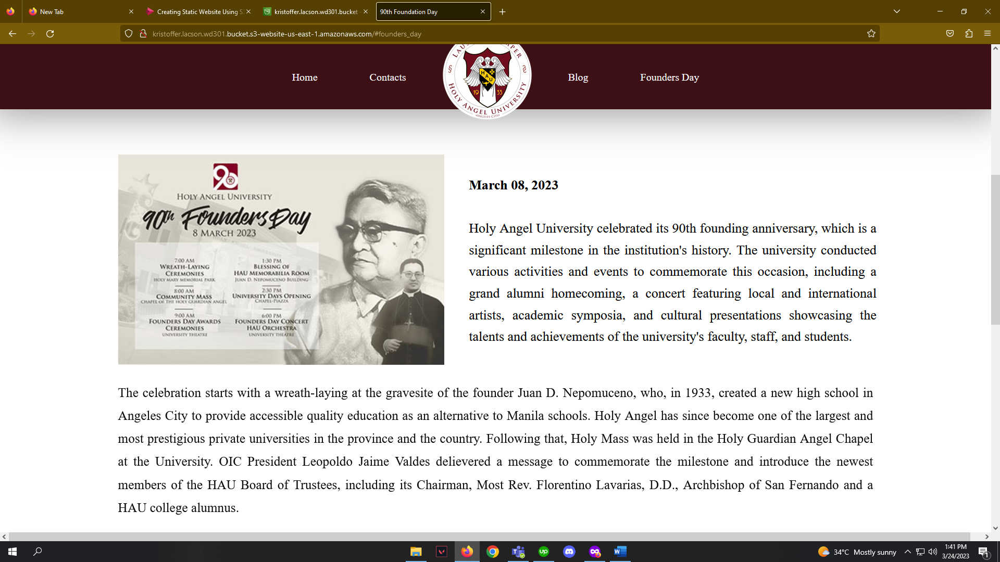 New Tab
Creating Static Website Using S
kristoffer.lacson.wd301.bucket -
90th Foundation Day
kristoffer.lacson.wd301.bucket.s3-website-us-east-1.amazonaws.com/#founders_day
Home
Contacts
Blog
Founders Day
LAUS
APER
HAU
19 33
HOLY ANGEL UNIVERSITY
ANGELES CITY
90
HOLY ANGEL UNIVERSITY
90th Founders Day
8 MARCH 2023
7:00 AM
WREATH-LAYING
CEREMONIES
HOLY MARY MEMORIAL PARK
8:00 AM
COMMUNITY MASS
CHAPEL OF THE HOLY GUARDIAN ANGEL
9:00 AM
FOUNDERS DAY AWARDS
CEREMONIES
UNIVERSITY THEATRE
1:30 PM
BLESSING OF
HAU MEMORABILIA ROOM
JUAN D. NEPOMUCENO BUILDING
2:30 PM
UNIVERSITY DAYS OPENING
CHAPEL-PIAZZA
6:00 PM
FOUNDERS DAY CONCERT
HAU ORCHESTRA
UNIVERSITY THEATRE
March 08, 2023
Holy Angel University celebrated its 90th founding anniversary, which is a
significant milestone in the institution's history. The university conducted
various activities and events to commemorate this occasion, including a
grand alumni homecoming, a concert featuring local and international
artists, academic symposia, and cultural presentations showcasing the
talents and achievements of the university's faculty, staff, and students.
The celebration starts with a wreath-laying at the gravesite of the founder Juan D. Nepomuceno, who, in 1933, created a new high school in
Angeles City to provide accessible quality education as an alternative to Manila schools. Holy Angel has since become one of the largest and
most prestigious private universities in the province and the country. Following that, Holy Mass was held in the Holy Guardian Angel Chapel
at the University. OIC President Leopoldo Jaime Valdes delievered a message to commemorate the milestone and introduce the newest
members of the HAU Board of Trustees, including its Chairman, Most Rev. Florentino Lavarias, D.D., Archbishop of San Fernando and a
HAU college alumnus.
34°C Mostly sunny
1:41 PM
3/24/2023
1